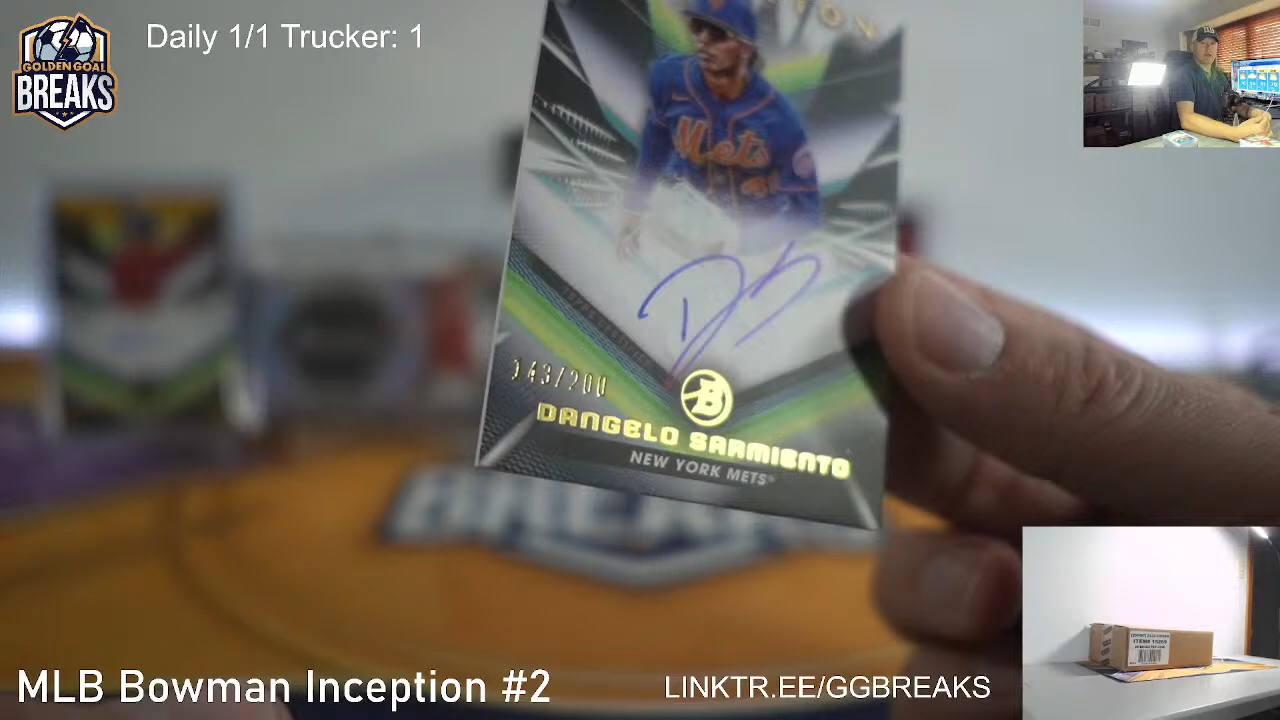 Daily 1/1 Trucker: 1
GOLDEN GOAL
BREAKS
Mets
143/200
B
DANGELO SARMIENTO
NEW YORK METS
MLB Bowman Inception #2
LINKTR.EE/GGBREAKS